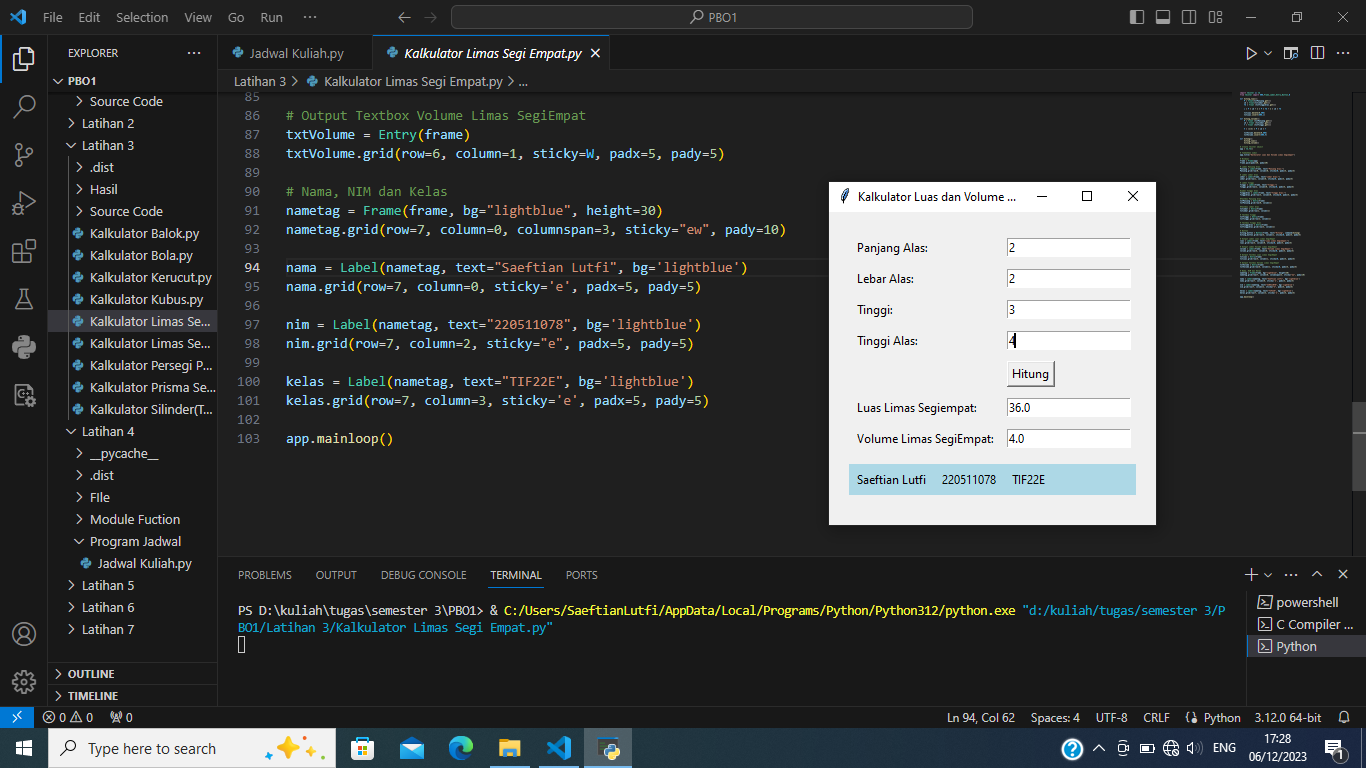 File Edit Selection View Go Run ···
PBO1
EXPLORER
PBO1
Source Code
Latihan 2
Latihan 3
.dist
Hasil
Source Code
Kalkulator Balok.py
Kalkulator Bola.py
Kalkulator Kerucut.py
Kalkulator Kubus.py
Kalkulator Limas Se...
Kalkulator Limas Se...
Kalkulator Persegi P...
Kalkulator Prisma Se...
Kalkulator Silinder(T...
Latihan 4
__pycache__
.dist
FIle
Module Fuction
Program Jadwal
Jadwal Kuliah.py
Latihan 5
Latihan 6
Latihan 7
OUTLINE
TIMELINE
Jadwal Kuliah.py
Kalkulator Limas Segi Empat.py
Latihan 3 > Kalkulator Limas Segi Empat.py > ...
85
86 # Output Textbox Volume Limas SegiEmpat
87 txtVolume = Entry(frame)
88 txtVolume.grid(row=6, column=1, sticky=W, padx=5, pady=5)
89
90 # Nama, NIM dan Kelas
91 nametag = Frame(frame, bg="lightblue", height=30)
92 nametag.grid(row=7, column=0, columnspan=3, sticky="ew", pady=10)
93
94 nama = Label(nametag, text="Saeftian Lutfi", bg='lightblue')
95 nama.grid(row=7, column=0, sticky='e', padx=5, pady=5)
96
97 nim = Label(nametag, text="220511078", bg='lightblue')
98 nim.grid(row=7, column=2, sticky="e", padx=5, pady=5)
99
100 kelas = Label(nametag, text="TIF22E", bg='lightblue')
101 kelas.grid(row=7, column=3, sticky='e', padx=5, pady=5)
102
103 app.mainloop()
Kalkulator Luas dan Volume ...
Panjang Alas: 2
Lebar Alas: 2
Tinggi: 3
Tinggi Alas: 4
Hitung
Luas Limas Segiempat: 36.0
Volume Limas SegiEmpat: 4.0
Saeftian Lutfi 220511078 TIF22E
PROBLEMS OUTPUT DEBUG CONSOLE TERMINAL PORTS
PS D:\kuliah\tugas\semester 3\PBO1> & C:/Users/SaeftianLutfi/AppData/Local/Programs/Python/Python312/python.exe "d:/kuliah/tugas/semester 3/P
BO1/Latihan 3/Kalkulator Limas Segi Empat.py"
powershell
C Compiler ...
Python
0 0 0
Ln 94, Col 62 Spaces: 4 UTF-8 CRLF Python 3.12.0 64-bit
Type here to search
ENG
17:28
06/12/2023
1